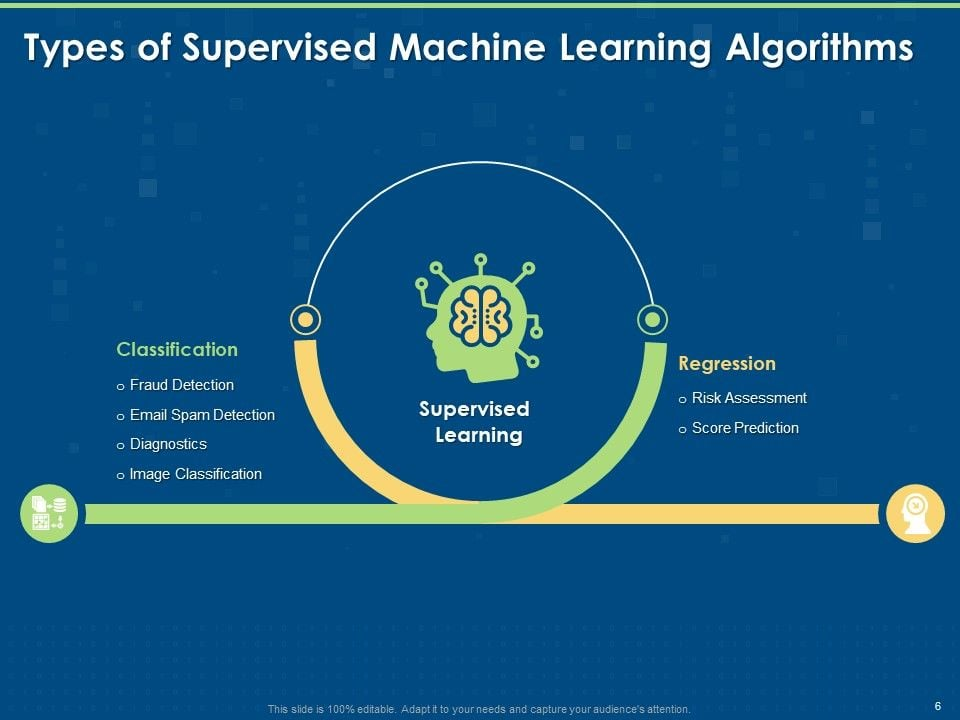 Types of Supervised Machine Learning Algorithms
Classification
o Fraud Detection
o Email Spam Detection
o Diagnostics
o Image Classification
Supervised
Learning
Regression
o Risk Assessment
o Score Prediction
This slide is 100% editable. Adapt it to your needs and capture your audience's attention.
6